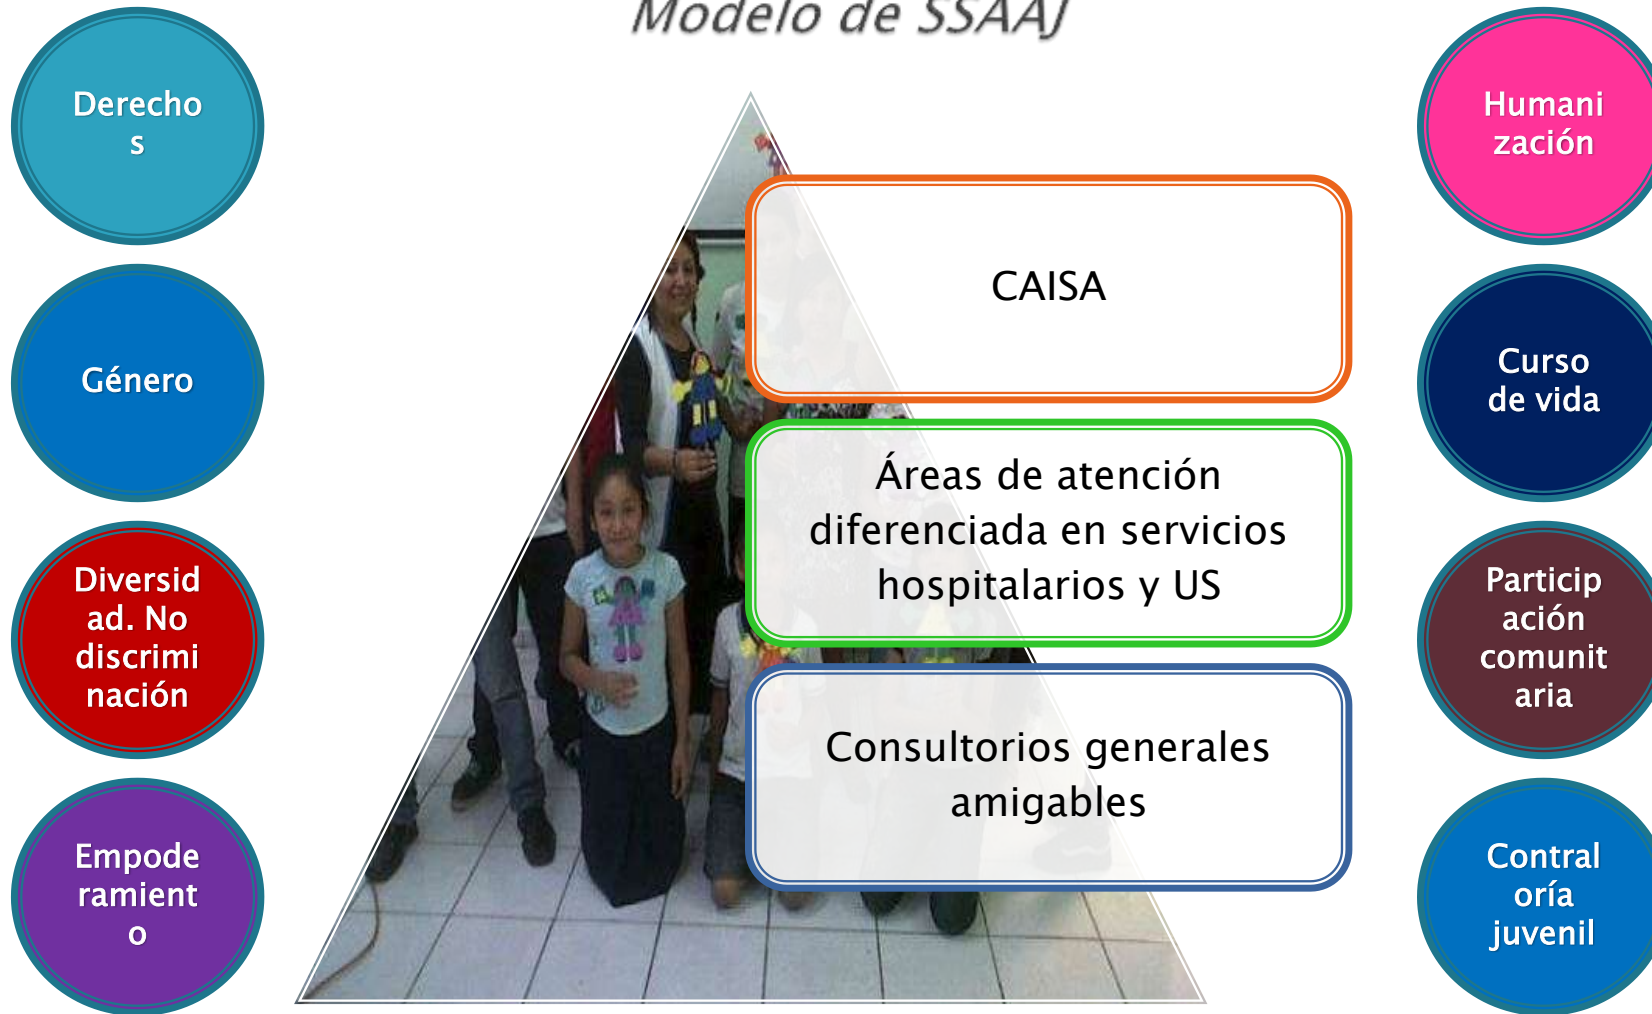 Modelo de SSAAJ
Derecho
s
Género
Diversid
ad. No
discrimi
nación
Empode
ramient
o
CAISA
Áreas de atención
diferenciada en servicios
hospitalarios y US
Consultorios generales
amigables
Humani
zación
Curso
de vida
Particip
ación
comunit
aria
Contral
oría
juvenil